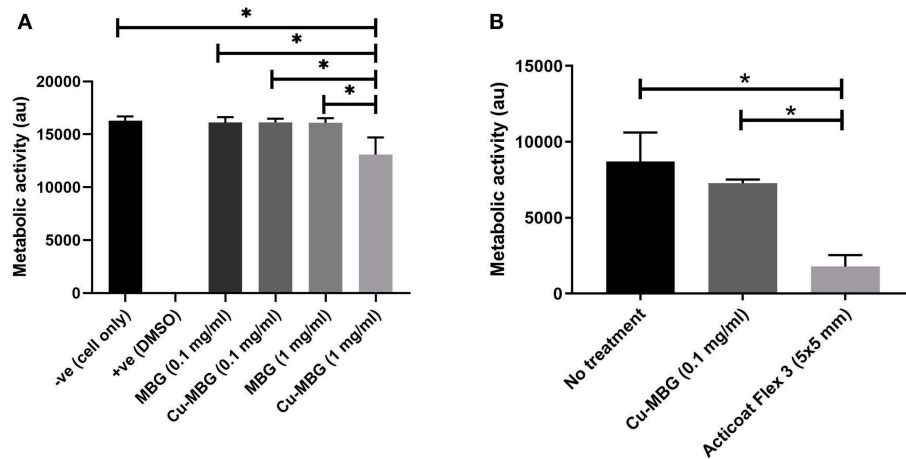 A
*
*
*
*
Metabolic activity (au)
20000
15000
10000
5000
0
-ve (cell only)
+ve (DMSO)
MBG (0.1 mg/ml)
Cu-MBG (0.1 mg/ml)
MBG (1 mg/ml)
Cu-MBG (1 mg/ml)
B
*
*
Metabolic activity (au)
15000
10000
5000
0
No treatment
Cu-MBG (0.1 mg/ml)
Acticoat Flex 3 (5x5 mm)